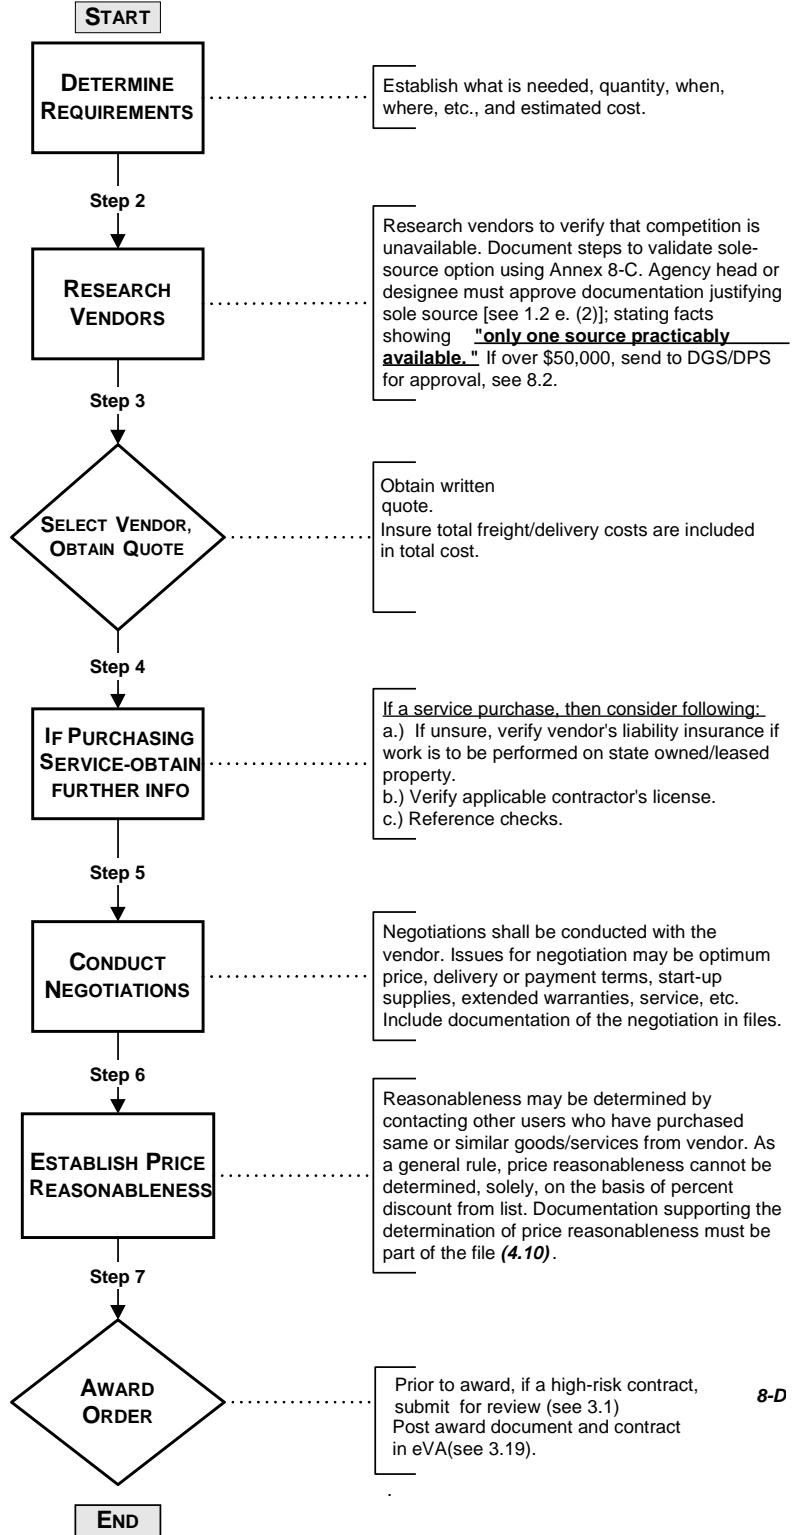 START
DETERMINE
REQUIREMENTS
Establish what is needed, quantity, when,
where, etc., and estimated cost.
Step 2
RESEARCH
VENDORS
Research vendors to verify that competition is
unavailable. Document steps to validate sole-
source option using Annex 8-C. Agency head or
designee must approve documentation justifying
sole source [see 1.2 e. (2)]; stating facts
showing "only one source practicably
available. " If over $50,000, send to DGS/DPS
for approval, see 8.2.
Step 3
SELECT VENDOR,
OBTAIN QUOTE
Obtain written
quote.
Insure total freight/delivery costs are included
in total cost.
Step 4
IF PURCHASING
SERVICE-OBTAIN
FURTHER INFO
If a service purchase, then consider following:
a.) If unsure, verify vendor's liability insurance if
work is to be performed on state owned/leased
property.
b.) Verify applicable contractor's license.
c.) Reference checks.
Step 5
CONDUCT
NEGOTIATIONS
Negotiations shall be conducted with the
vendor. Issues for negotiation may be optimum
price, delivery or payment terms, start-up
supplies, extended warranties, service, etc.
Include documentation of the negotiation in files.
Step 6
ESTABLISH PRICE
REASONABLENESS
Reasonableness may be determined by
contacting other users who have purchased
same or similar goods/services from vendor. As
a general rule, price reasonableness cannot be
determined, solely, on the basis of percent
discount from list. Documentation supporting the
determination of price reasonableness must be
part of the file (4.10).
Step 7
AWARD
ORDER
Prior to award, if a high-risk contract,
submit for review (see 3.1)
Post award document and contract
in eVA(see 3.19).
.
8-D
END